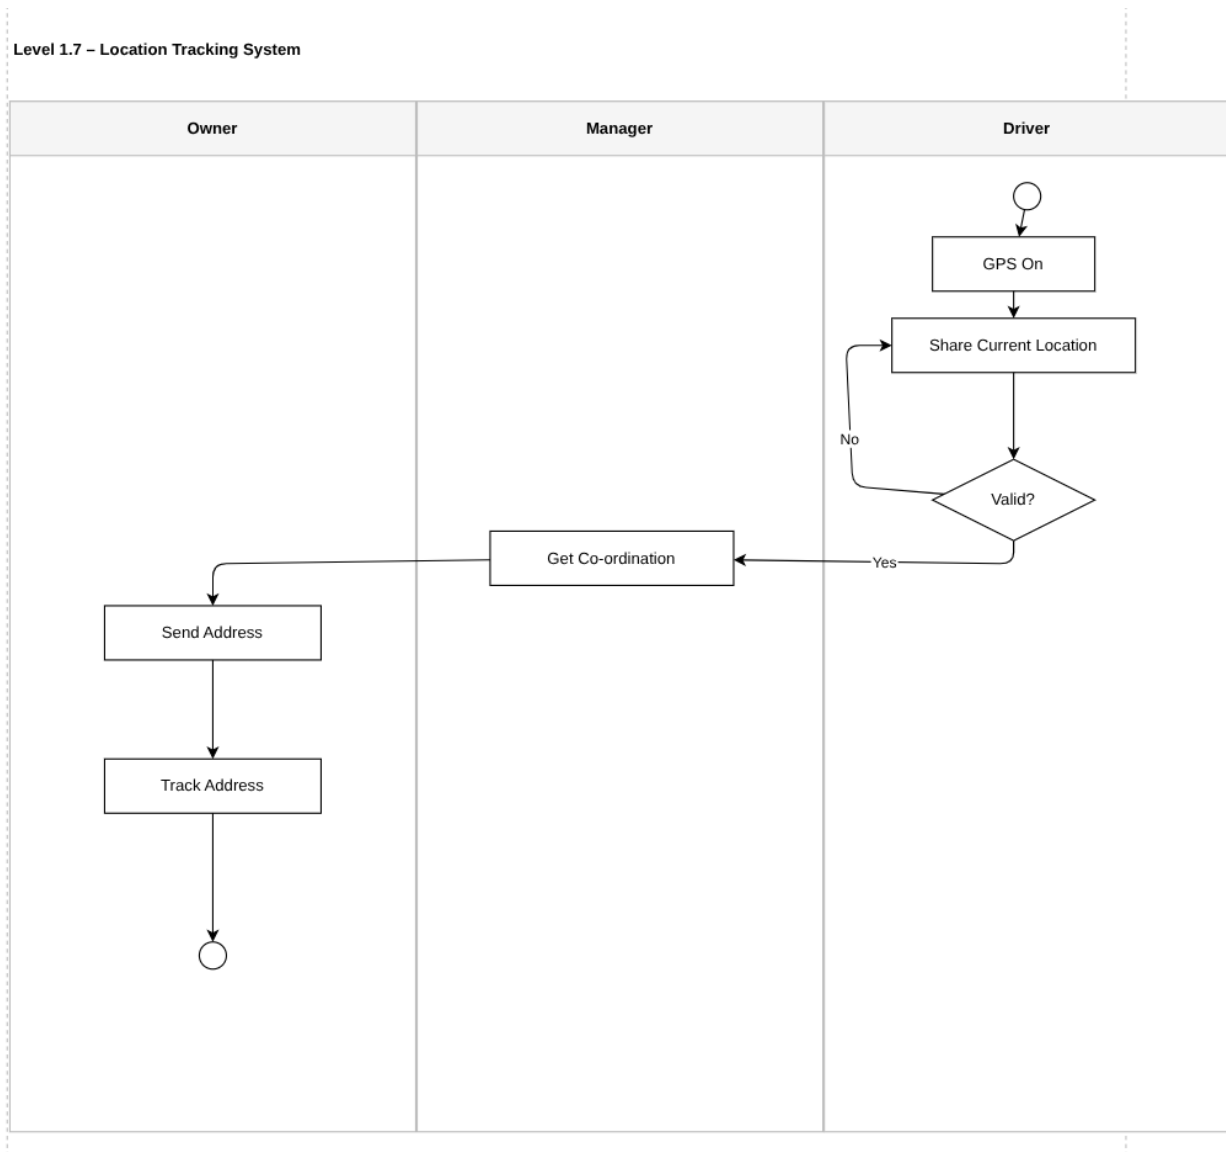 Level 1.7 – Location Tracking System
Owner
Manager
Driver
GPS On
Share Current Location
No
Valid?
Yes
Get Co-ordination
Send Address
Track Address